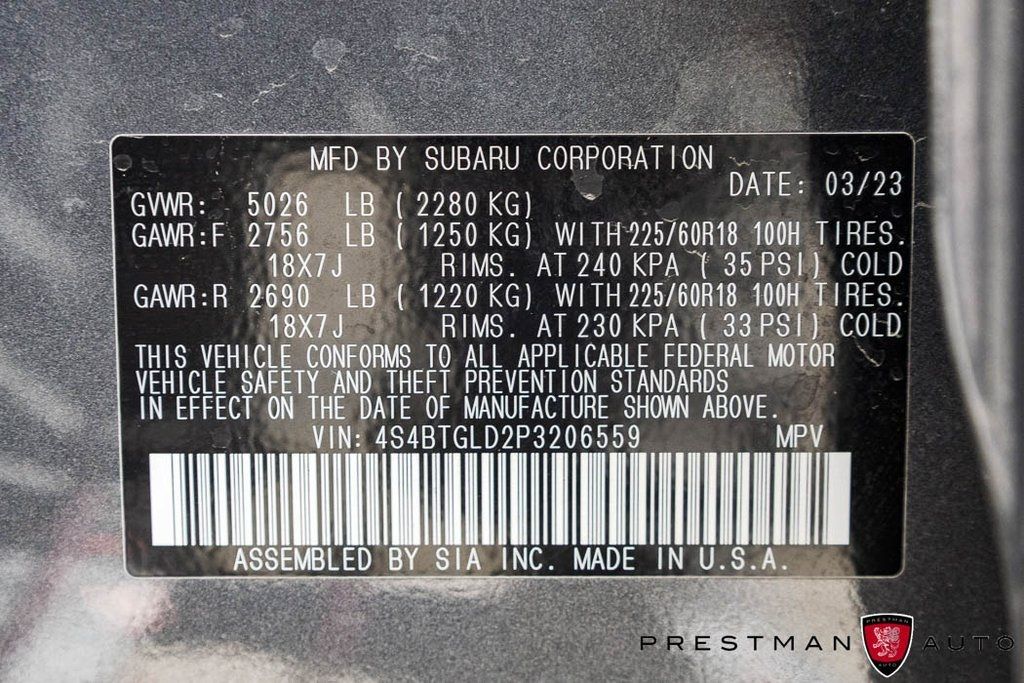 MFD BY SUBARU CORPORATION
DATE: 03/23
GVWR: 5026 LB ( 2280 KG)
GAWR:F 2756 LB ( 1250 KG) WITH 225/60R18 100H TIRES.
18X7J RIMS. AT 240 KPA ( 35 PSI) COLD
GAWR:R 2690 LB ( 1220 KG) WITH 225/60R18 100H TIRES.
18X7J RIMS. AT 230 KPA ( 33 PSI) COLD
THIS VEHICLE CONFORMS TO ALL APPLICABLE FEDERAL MOTOR
VEHICLE SAFETY AND THEFT PREVENTION STANDARDS
IN EFFECT ON THE DATE OF MANUFACTURE SHOWN ABOVE.
VIN: 4S4BTGLD2P3206559 MPV
ASSEMBLED BY SIA INC. MADE IN U.S.A.
PRESTMAN AUTO
PRESTMAN
AUTO